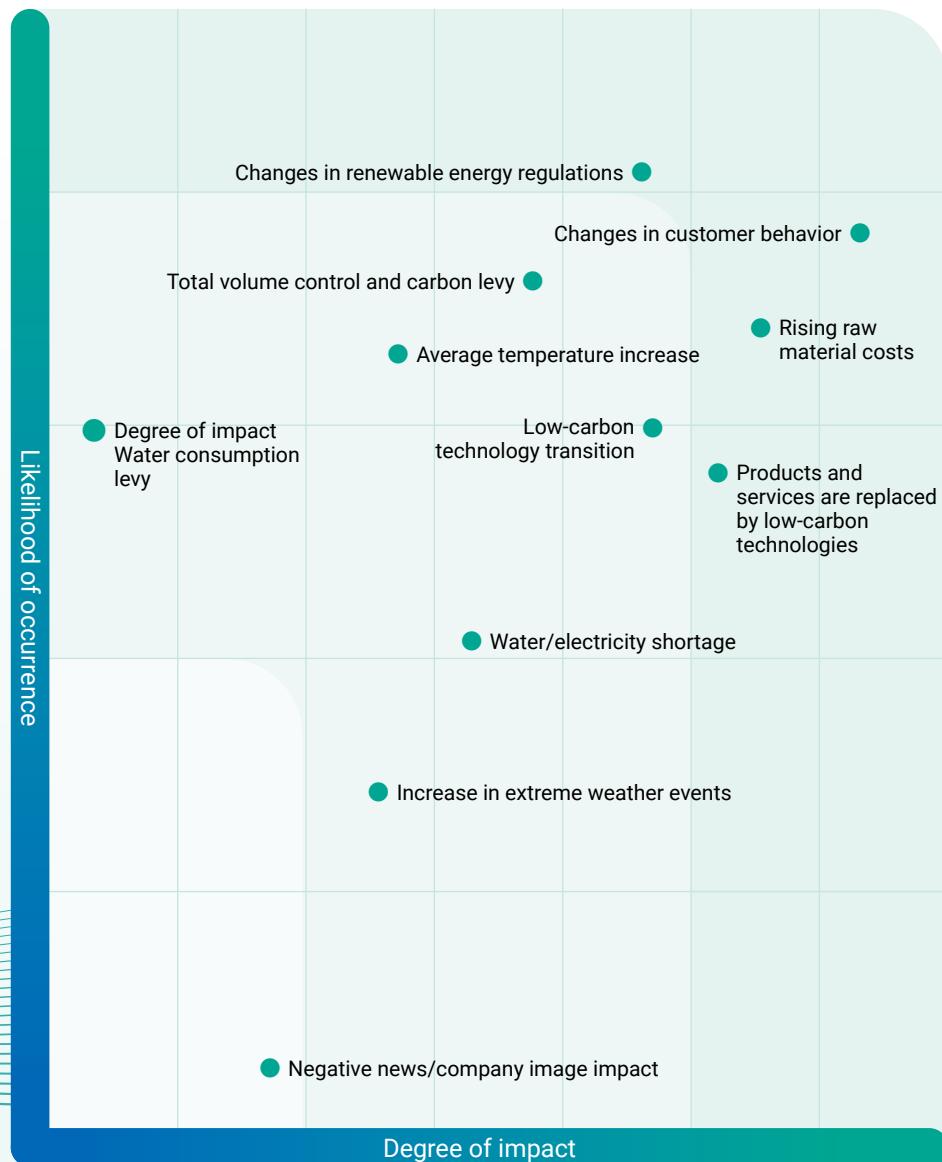 Changes in renewable energy regulations
Changes in customer behavior
Total volume control and carbon levy
Rising raw
material costs
Average temperature increase
Degree of impact
Water consumption
levy
Low-carbon
technology transition
Products and
services are replaced
by low-carbon
technologies
Likelihood of occurrence
Water/electricity shortage
Increase in extreme weather events
Negative news/company image impact
Degree of impact